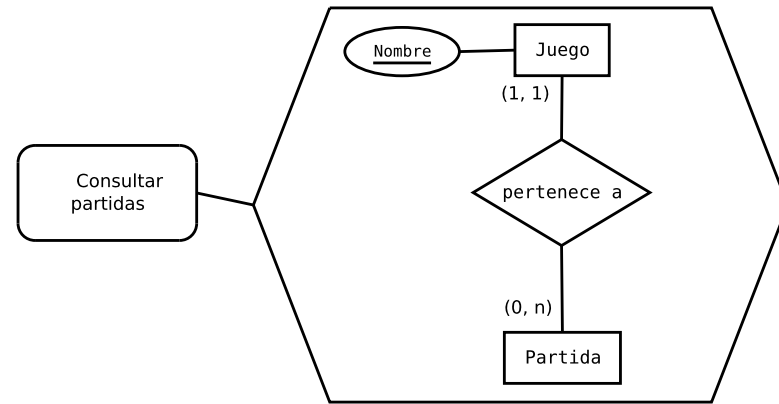 Nombre
Juego
(1, 1)
Consultar
partidas
pertenece a
(0, n)
Partida